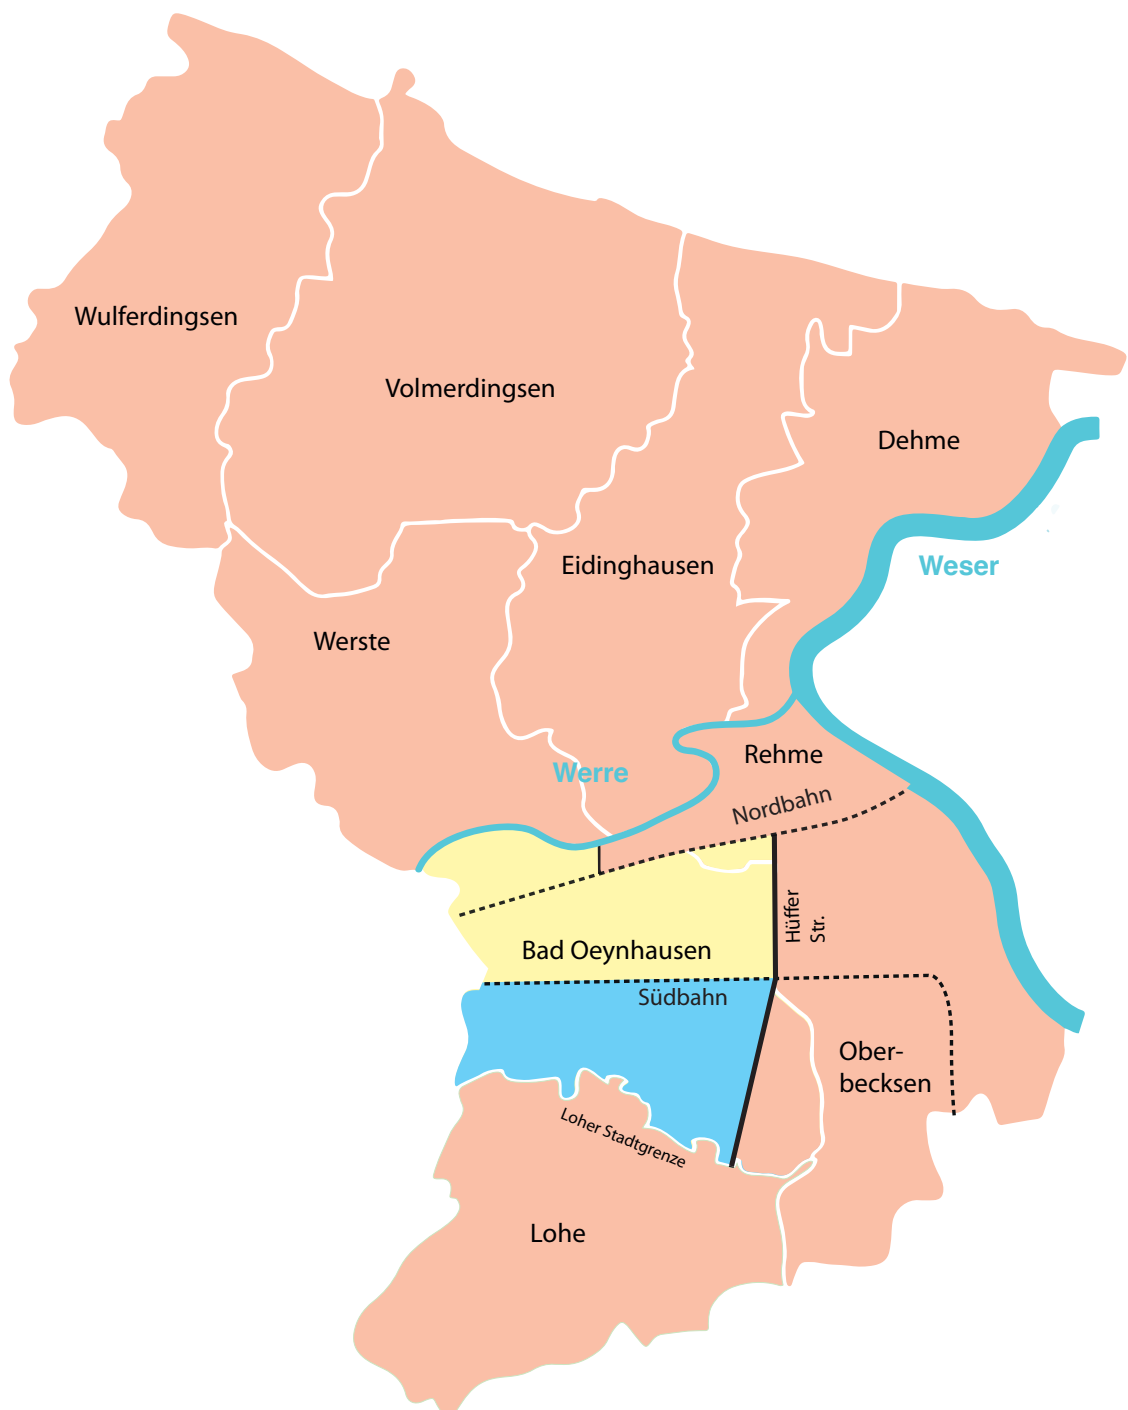 Wulferdingsen
Volmerdingsen
Dehme
Eidinghausen
Weser
Werste
Rehme
Werre
Nordbahn
Hüffer
Str.
Bad Oeynhausen
Südbahn
Ober-
becksen
Loher Stadtgrenze
Lohe